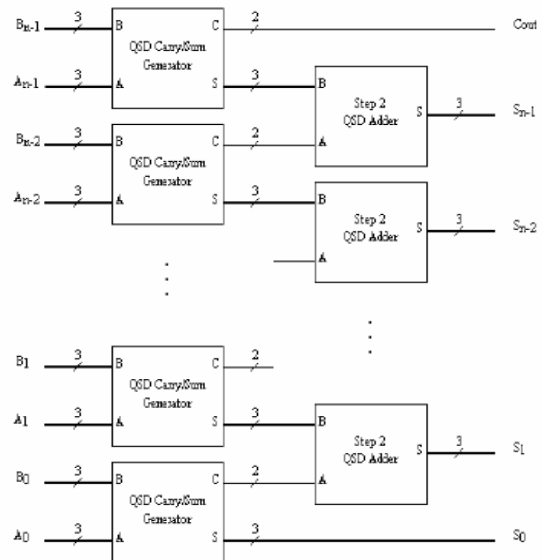 Bn-1 3 B C 2 Cout
QSD Carry/Sum
Generator
An-1 3 A S 3 B
Step 2
QSD Adder
S 3 Sn-1
Bn-2 3 B C 2 A
QSD Carry/Sum
Generator
An-2 3 A S 3 B
Step 2
QSD Adder
S 3 Sn-2
A
B1 3 B C 2
QSD Carry/Sum
Generator
A1 3 A S 3 B
Step 2
QSD Adder
S 3 S1
B0 3 B C 2 A
QSD Carry/Sum
Generator
A0 3 A S 3 S0